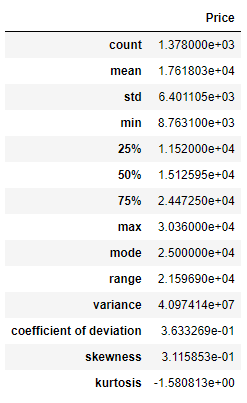 Price
count 1.378000e+03
mean 1.761803e+04
std 6.401105e+03
min 8.763100e+03
25% 1.152000e+04
50% 1.512595e+04
75% 2.447250e+04
max 3.036000e+04
mode 2.500000e+04
range 2.159690e+04
variance 4.097414e+07
coefficient of deviation 3.633269e-01
skewness 3.115853e-01
kurtosis -1.580813e+00